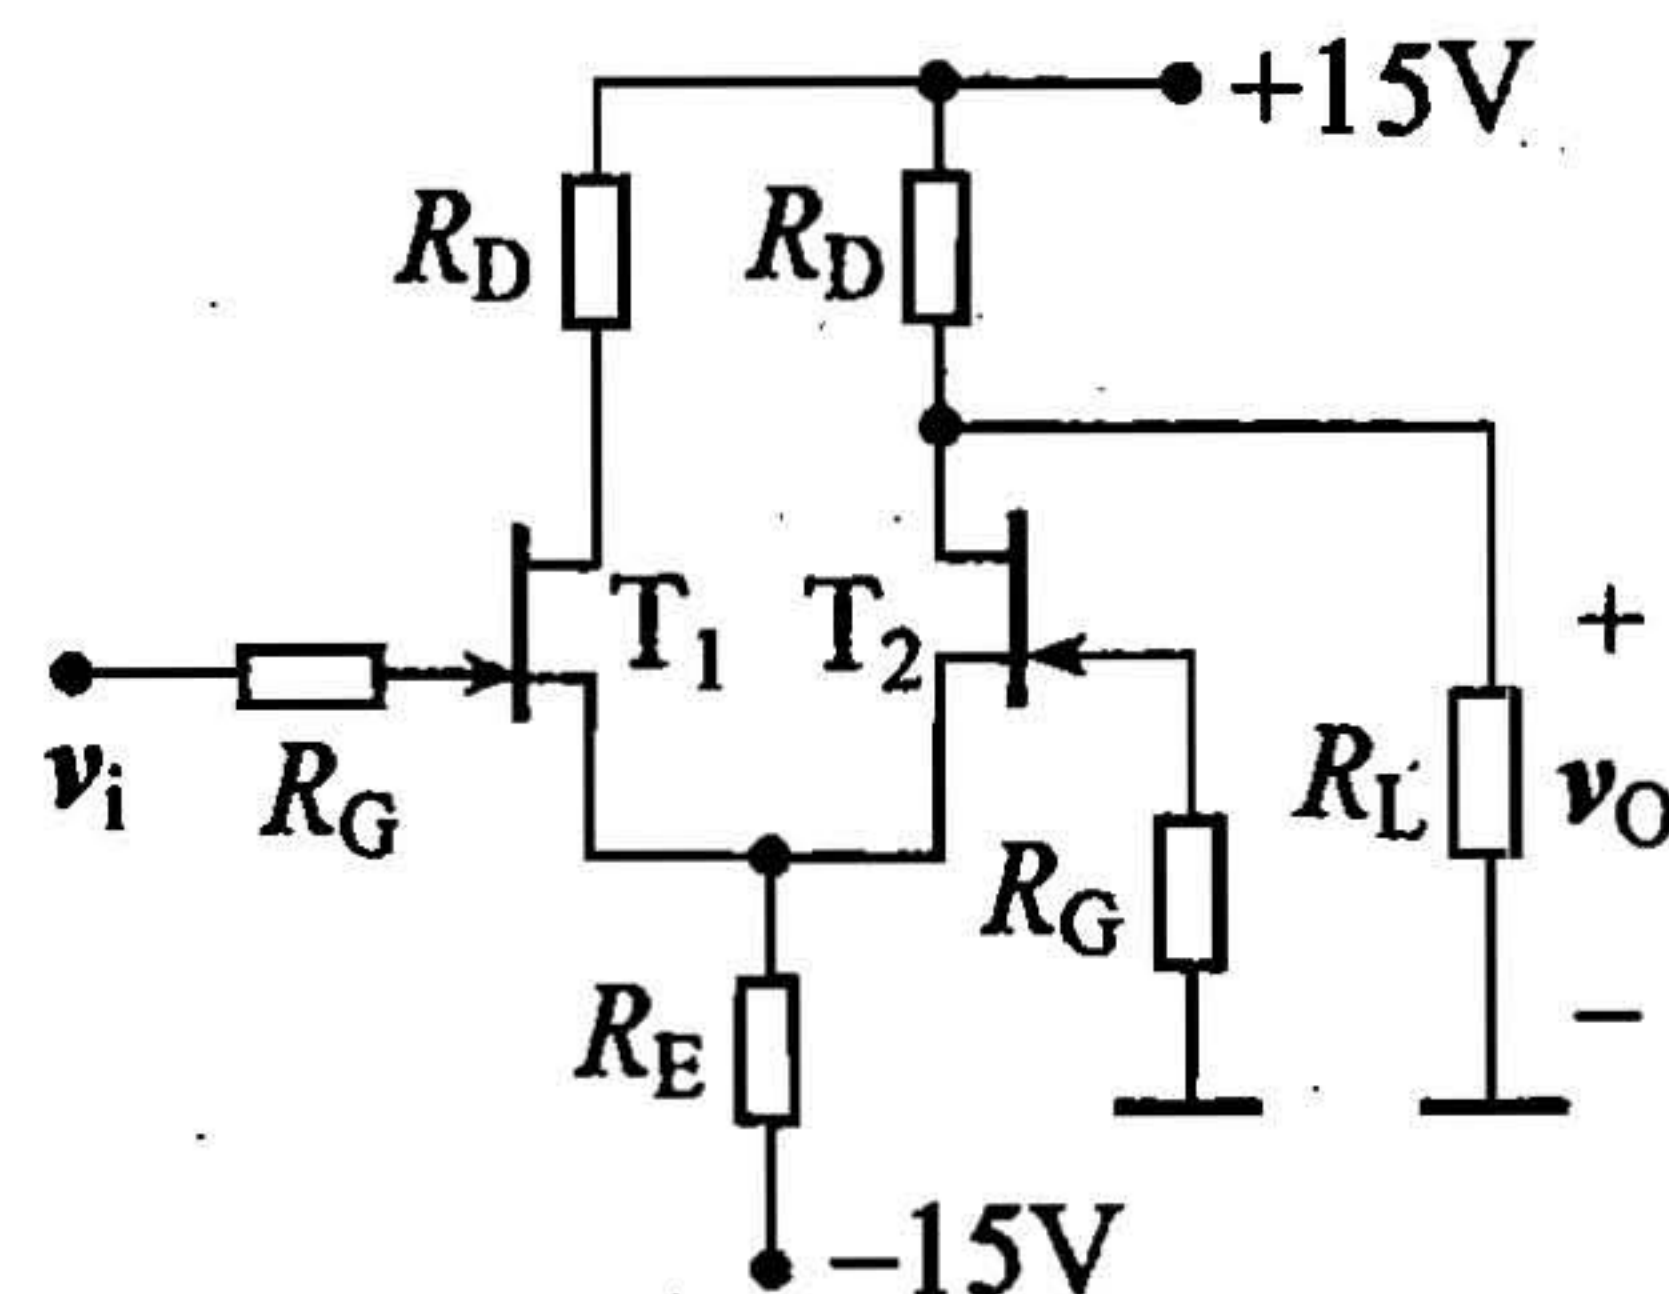 +15V
R_D R_D
T_1 T_2
v_i R_G
R_G R_L + v_O −
R_E
−15V